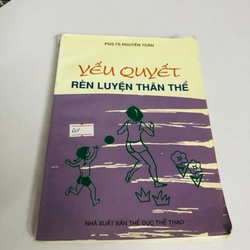 PGS.TS NGUYỄN TOÁN
YẾU QUYẾT
RÈN LUYỆN THÂN THỂ
NHÀ XUẤT BẢN THỂ DỤC THỂ THAO